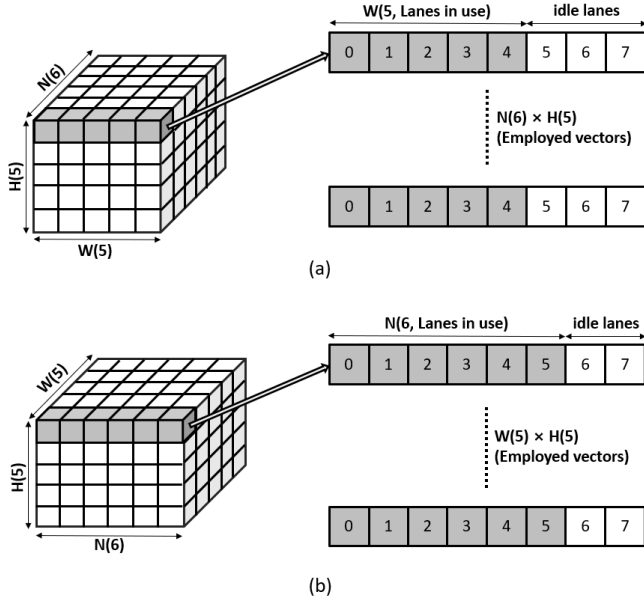 W(5, Lanes in use)
idle lanes
0 1 2 3 4 5 6 7
N(6)
H(5)
W(5)
N(6) × H(5)
(Employed vectors)
0 1 2 3 4 5 6 7
(a)
N(6, Lanes in use)
idle lanes
0 1 2 3 4 5 6 7
W(5)
H(5)
N(6)
W(5) × H(5)
(Employed vectors)
0 1 2 3 4 5 6 7
(b)